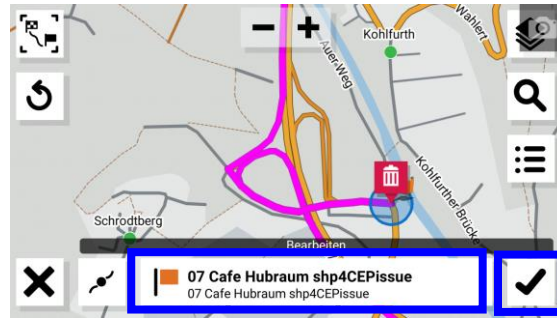 Kohlfurth
Wahlert
Auer Weg
Kohlfurther Brücke
Schrodtberg
Bearbeiten
07 Cafe Hubraum shp4CEPissue
07 Cafe Hubraum shp4CEPissue